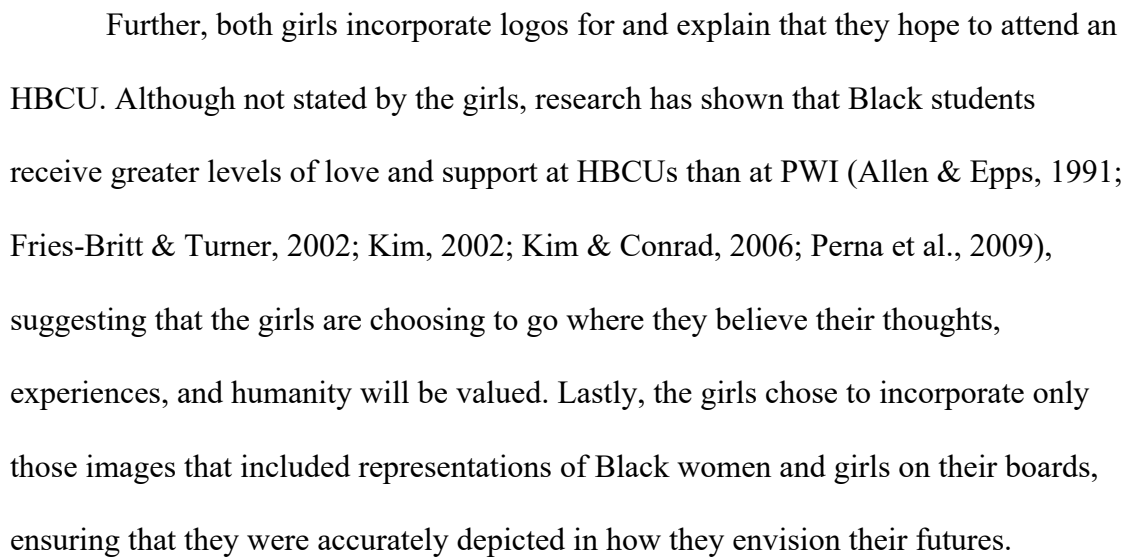 Further, both girls incorporate logos for and explain that they hope to attend an
HBCU. Although not stated by the girls, research has shown that Black students
receive greater levels of love and support at HBCUs than at PWI (Allen & Epps, 1991;
Fries-Britt & Turner, 2002; Kim, 2002; Kim & Conrad, 2006; Perna et al., 2009),
suggesting that the girls are choosing to go where they believe their thoughts,
experiences, and humanity will be valued. Lastly, the girls chose to incorporate only
those images that included representations of Black women and girls on their boards,
ensuring that they were accurately depicted in how they envision their futures.